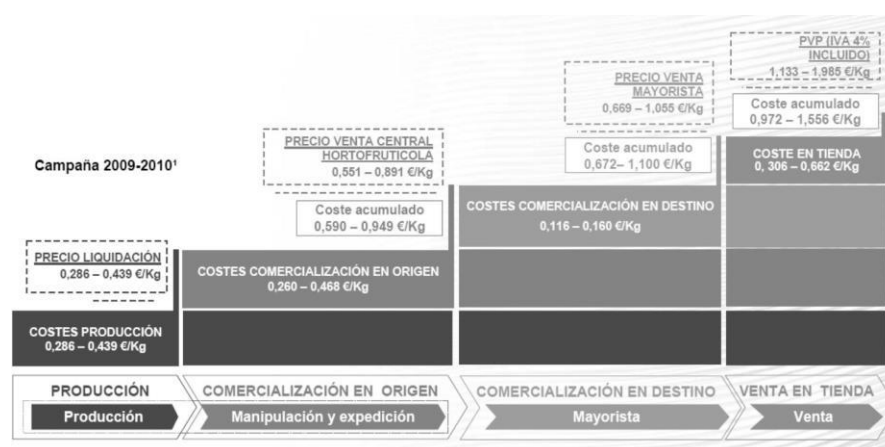 PVP (IVA 4%
INCLUIDO)
1,133 – 1,985 €/Kg
PRECIO VENTA
MAYORISTA
0,669 – 1,055 €/Kg
Coste acumulado
0,972 – 1,556 €/Kg
PRECIO VENTA CENTRAL
HORTOFRUTICOLA
0,551 – 0,891 €/Kg
Campaña 2009-2010¹
Coste acumulado
0,672– 1,100 €/Kg
COSTE EN TIENDA
0, 306 – 0,662 €/Kg
Coste acumulado
0,590 – 0,949 €/Kg
COSTES COMERCIALIZACIÓN EN DESTINO
0,116 – 0,160 €/Kg
PRECIO LIQUIDACIÓN
0,286 – 0,439 €/Kg
COSTES COMERCIALIZACIÓN EN ORIGEN
0,260 – 0,468 €/Kg
COSTES PRODUCCIÓN
0,286 – 0,439 €/Kg
PRODUCCIÓN
COMERCIALIZACIÓN EN ORIGEN
COMERCIALIZACIÓN EN DESTINO
VENTA EN TIENDA
Producción
Manipulación y expedición
Mayorista
Venta